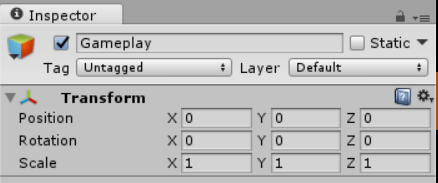 Inspector
Gameplay Static
Tag Untagged Layer Default
Transform
Position X 0 Y 0 Z 0
Rotation X 0 Y 0 Z 0
Scale X 1 Y 1 Z 1